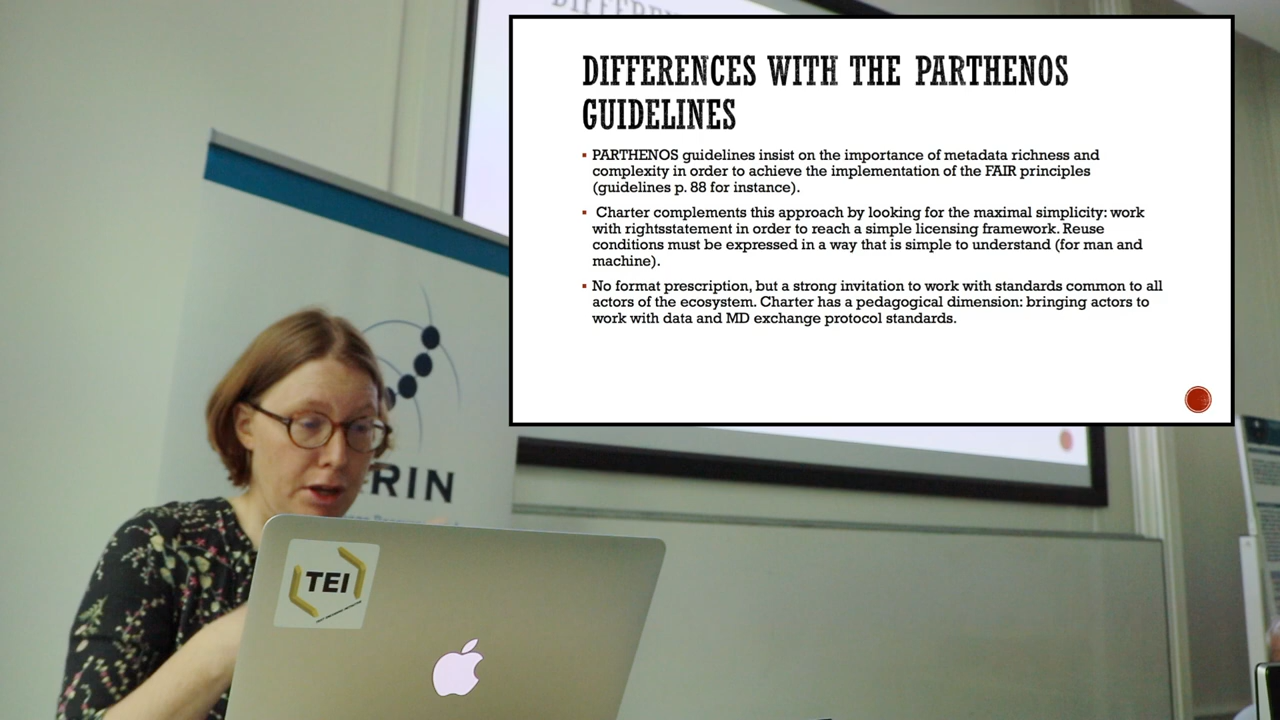 DIFFERENCES WITH THE PARTHENOS
GUIDELINES
▪ PARTHENOS guidelines insist on the importance of metadata richness and
complexity in order to achieve the implementation of the FAIR principles
(guidelines p. 88 for instance).
▪ Charter complements this approach by looking for the maximal simplicity: work
with rightsstatement in order to reach a simple licensing framework. Reuse
conditions must be expressed in a way that is simple to understand (for man and
machine).
▪ No format prescription, but a strong invitation to work with standards common to all
actors of the ecosystem. Charter has a pedagogical dimension: bringing actors to
work with data and MD exchange protocol standards.
RIN
TEI